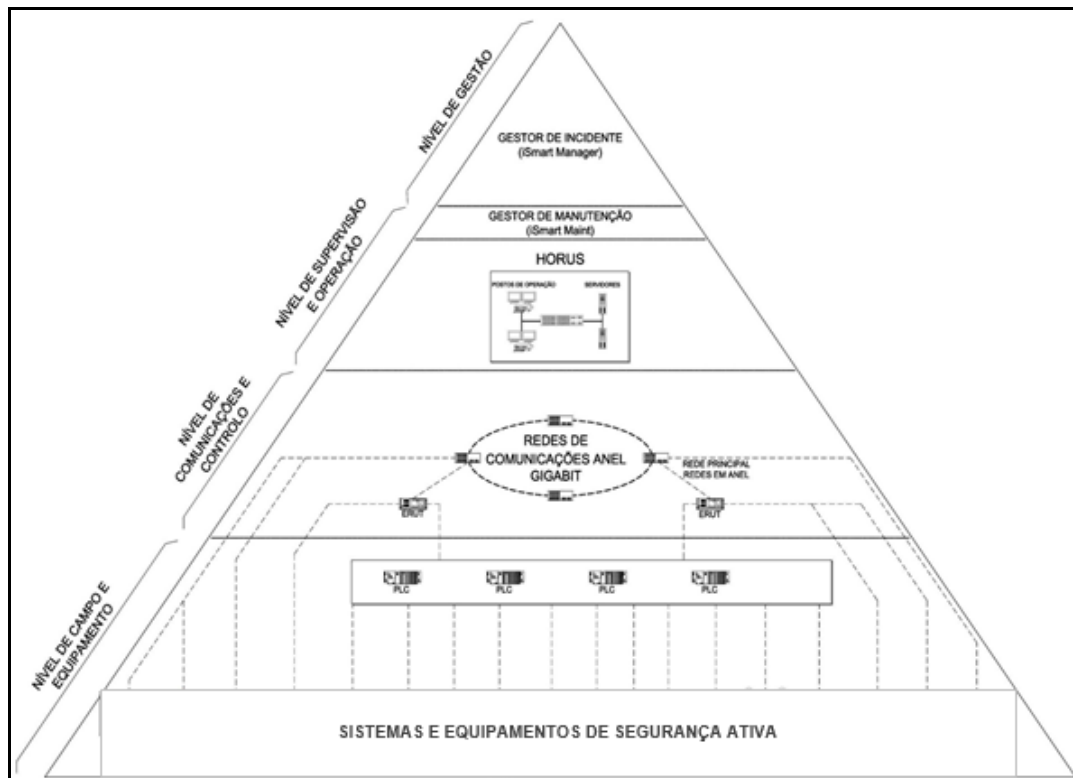 NÍVEL DE GESTÃO
GESTOR DE INCIDENTE
(iSmart Manager)
NÍVEL DE SUPERVISÃO
E OPERAÇÃO
GESTOR DE MANUTENÇÃO
(iSmart Maint)
HORUS
POSTOS DE OPERAÇÃO
SERVIDORES
NÍVEL DE
COMUNICAÇÕES E
CONTROLO
REDES DE
COMUNICAÇÕES ANEL
GIGABIT
REDE PRINCIPAL
REDES EM ANEL
ERUT
ERUT
NÍVEL DE CAMPO E
EQUIPAMENTO
PLC
PLC
PLC
PLC
SISTEMAS E EQUIPAMENTOS DE SEGURANÇA ATIVA